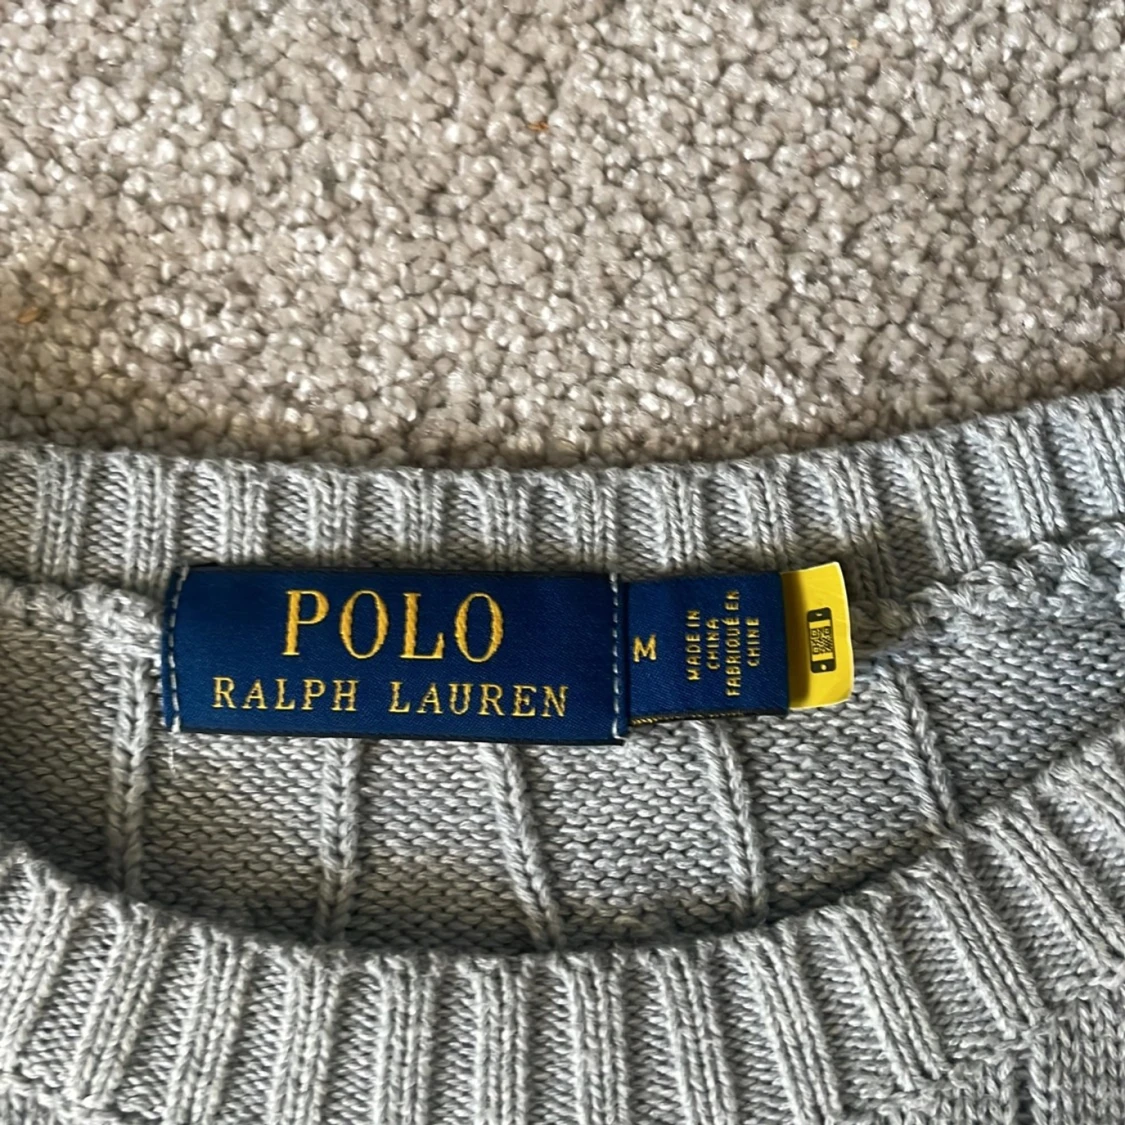 POLO
RALPH LAUREN
M
MADE IN
CHINA
FABRIQUÉ EN
CHINE